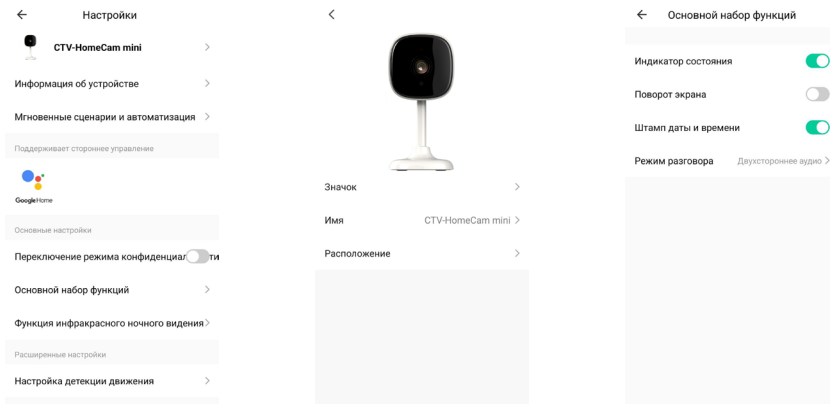 Настройки
CTV-HomeCam mini
Информация об устройстве
Мгновенные сценарии и автоматизация
Поддерживает стороннее управление
Google Home
Основные настройки
Переключение режима конфиденциал ти
Основной набор функций
Функция инфракрасного ночного видения
Расширенные настройки
Настройка детекции движения
Значок
Имя CTV-HomeCam mini
Расположение
Основной набор функций
Индикатор состояния
Поворот экрана
Штамп даты и времени
Режим разговора Двухстороннее аудио